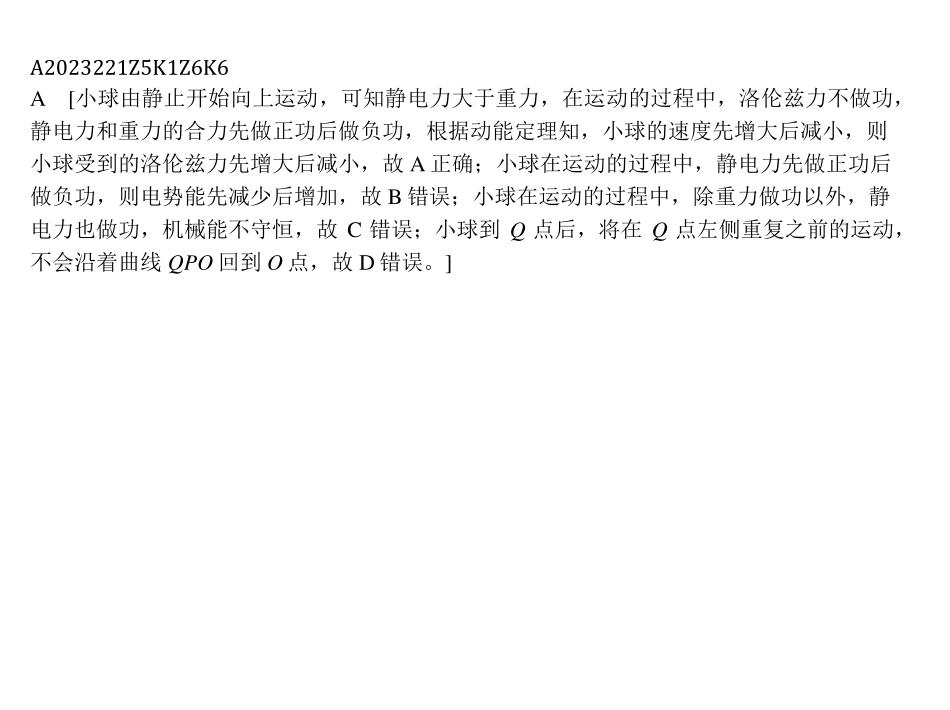 A2023221Z5K1Z6K6
A [小球由静止开始向上运动，可知静电力大于重力，在运动的过程中，洛伦兹力不做功，
静电力和重力的合力先做正功后做负功，根据动能定理知，小球的速度先增大后减小，则
小球受到的洛伦兹力先增大后减小，故 A 正确；小球在运动的过程中，静电力先做正功后
做负功，则电势能先减少后增加，故 B 错误；小球在运动的过程中，除重力做功以外，静
电力也做功，机械能不守恒，故 C 错误；小球到 Q 点后，将在 Q 点左侧重复之前的运动，
不会沿着曲线 QPO 回到 O 点，故 D 错误。]